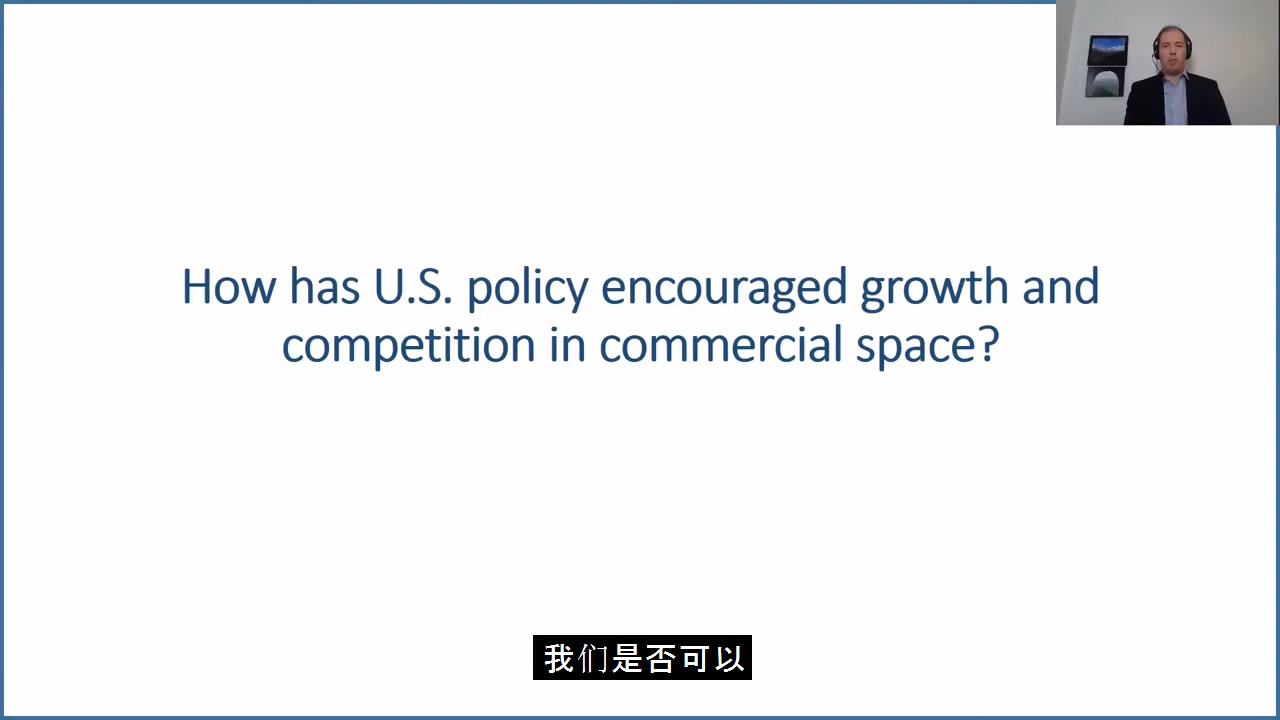 How has U.S. policy encouraged growth and
competition in commercial space?
我们是否可以